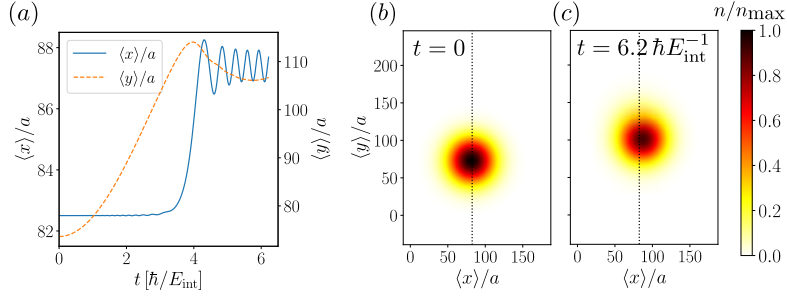 (a)
88
86
84
82
⟨x⟩/a
⟨x⟩/a
⟨y⟩/a
110
100
90
80
⟨y⟩/a
0
2
4
6
t [ħ/E_int]
(b)
t = 0
200
150
100
50
0
⟨y⟩/a
0
50
100
150
⟨x⟩/a
(c)
t = 6.2 ħE_int^{-1}
0
50
100
150
⟨x⟩/a
n/n_max
1.0
0.8
0.6
0.4
0.2
0.0